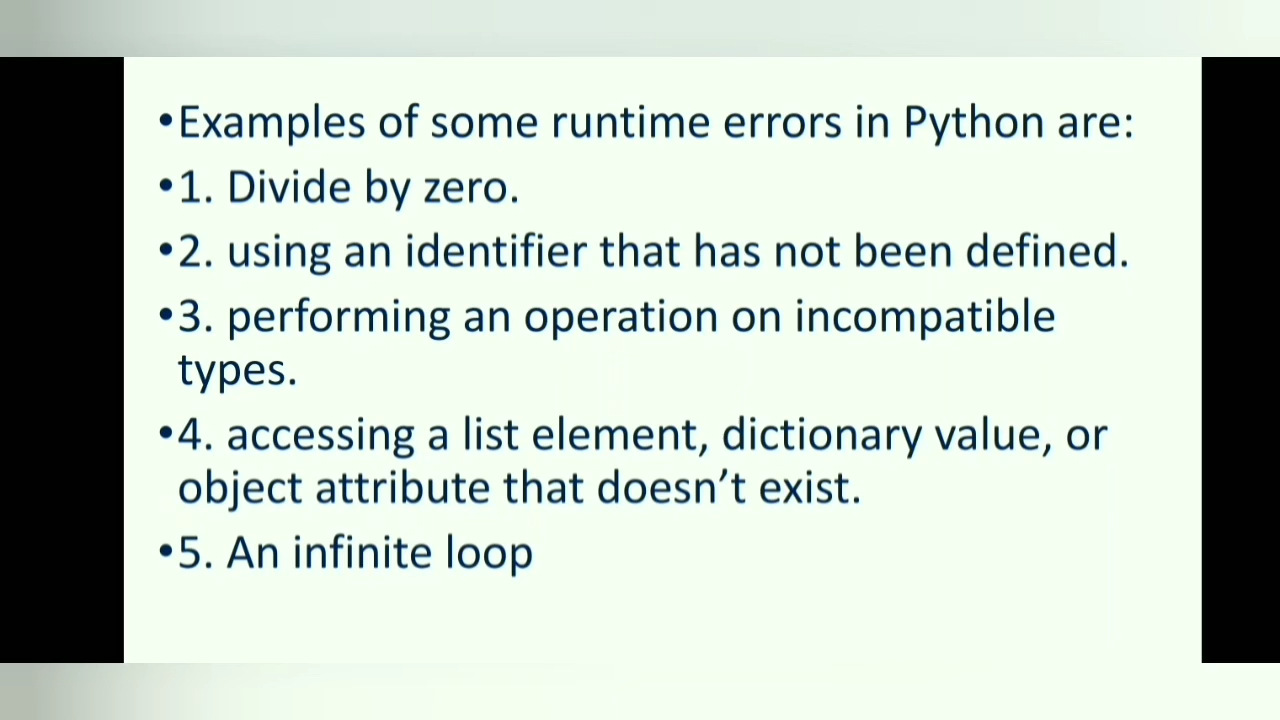 •Examples of some runtime errors in Python are:
•1. Divide by zero.
•2. using an identifier that has not been defined.
•3. performing an operation on incompatible
types.
•4. accessing a list element, dictionary value, or
object attribute that doesn’t exist.
•5. An infinite loop